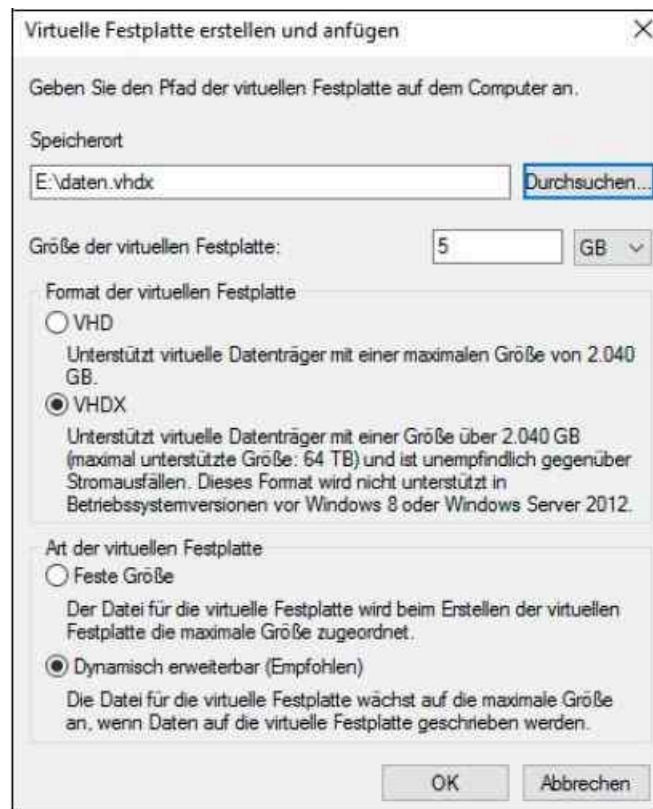 Virtuelle Festplatte erstellen und anfügen
Geben Sie den Pfad der virtuellen Festplatte auf dem Computer an.
Speicherort
E:\daten.vhdx
Durchsuchen...
Größe der virtuellen Festplatte:
5
GB
Format der virtuellen Festplatte
VHD
Unterstützt virtuelle Datenträger mit einer maximalen Größe von 2.040
GB.
VHDX
Unterstützt virtuelle Datenträger mit einer Größe über 2.040 GB
(maximal unterstützte Größe: 64 TB) und ist unempfindlich gegenüber
Stromausfällen. Dieses Format wird nicht unterstützt in
Betriebssystemversionen vor Windows 8 oder Windows Server 2012.
Art der virtuellen Festplatte
Feste Größe
Der Datei für die virtuelle Festplatte wird beim Erstellen der virtuellen
Festplatte die maximale Größe zugeordnet.
Dynamisch erweiterbar (Empfohlen)
Die Datei für die virtuelle Festplatte wächst auf die maximale Größe
an, wenn Daten auf die virtuelle Festplatte geschrieben werden.
OK
Abbrechen